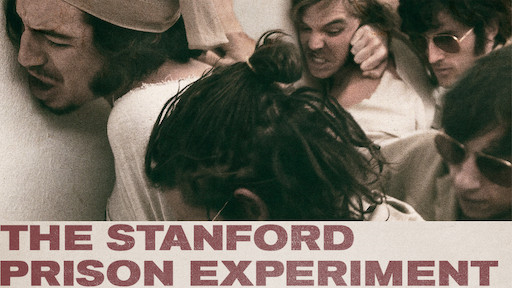 THE STANFORD
PRISON EXPERIMENT